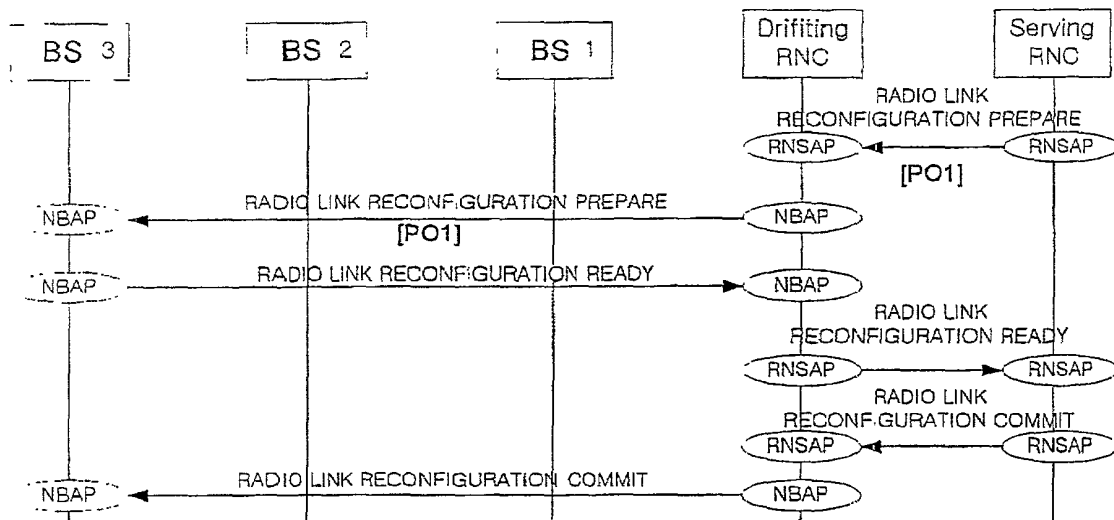 BS 3
BS 2
BS 1
Drifiting
RNC
Serving
RNC
RADIO LINK
RECONFIGURATION PREPARE
RNSAP
RNSAP
[PO1]
RADIO LINK RECONFIGURATION PREPARE
NBAP
NBAP
[PO1]
RADIO LINK RECONFIGURATION READY
NBAP
NBAP
RADIO LINK
RECONFIGURATION READY
RNSAP
RNSAP
RADIO LINK
RECONFIGURATION COMMIT
RNSAP
RNSAP
RADIO LINK RECONFIGURATION COMMIT
NBAP
NBAP